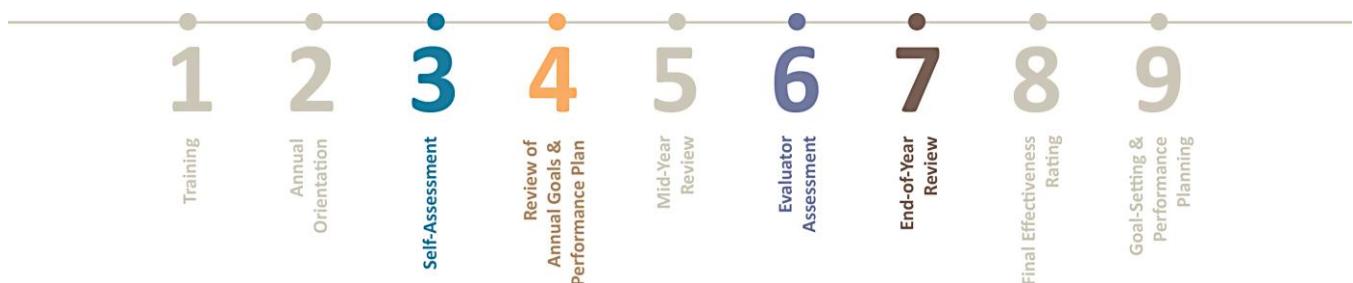 1
Training
2
Annual
Orientation
3
Self-Assessment
4
Review of
Annual Goals &
Performance Plan
5
Mid-Year
Review
6
Evaluator
Assessment
7
End-of-Year
Review
8
Final Effectiveness
Rating
9
Goal-Setting &
Performance
Planning